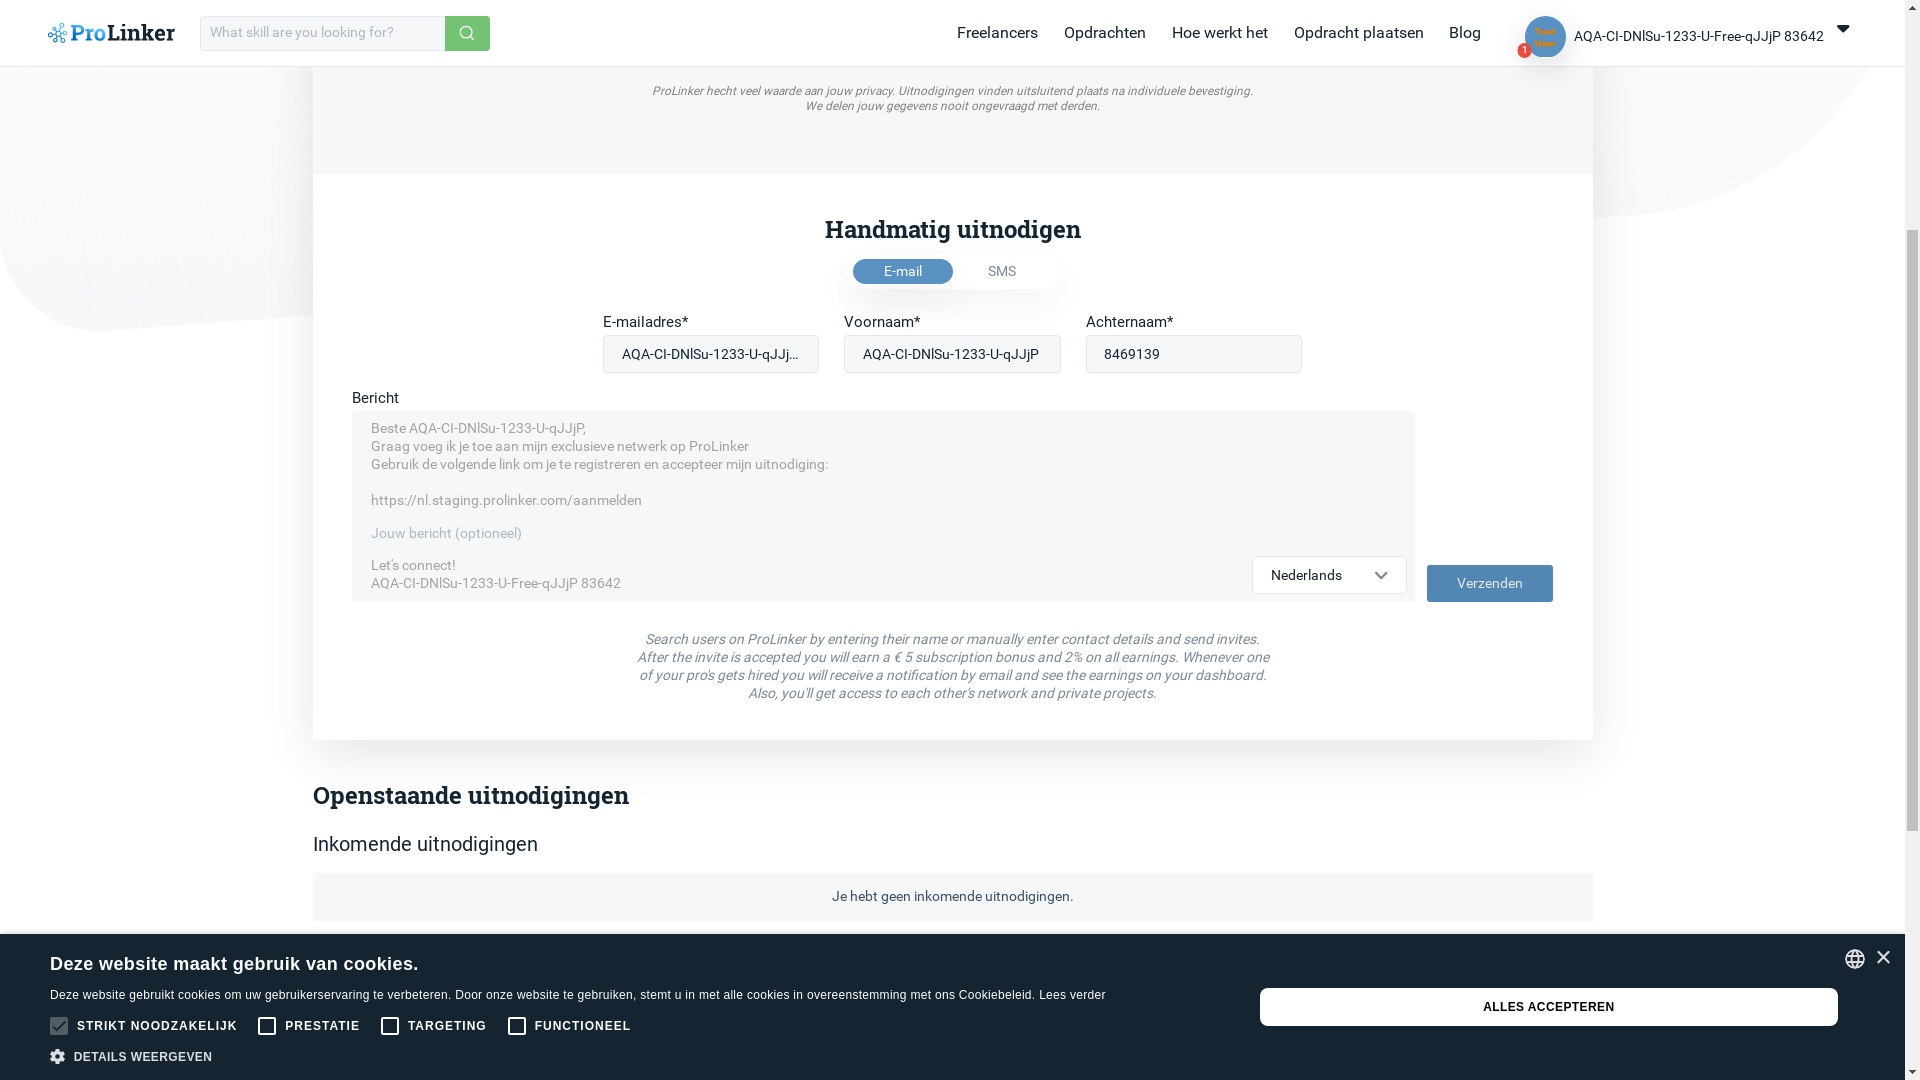 ProLinker
What skill are you looking for?
Freelancers
Opdrachten
Hoe werkt het
Opdracht plaatsen
Blog
Test
User
1
AQA-CI-DNlSu-1233-U-Free-qJJjP 83642
ProLinker hecht veel waarde aan jouw privacy. Uitnodigingen vinden uitsluitend plaats na individuele bevestiging.
We delen jouw gegevens nooit ongevraagd met derden.
Handmatig uitnodigen
E-mail
SMS
E-mailadres*
Voornaam*
Achternaam*
AQA-CI-DNlSu-1233-U-qJJj...
AQA-CI-DNlSu-1233-U-qJJjP
8469139
Bericht
Beste AQA-CI-DNlSu-1233-U-qJJjP,
Graag voeg ik je toe aan mijn exclusieve netwerk op ProLinker
Gebruik de volgende link om je te registreren en accepteer mijn uitnodiging:
https://nl.staging.prolinker.com/aanmelden
Jouw bericht (optioneel)
Let's connect!
AQA-CI-DNlSu-1233-U-Free-qJJjP 83642
Nederlands
Verzenden
Search users on ProLinker by entering their name or manually enter contact details and send invites.
After the invite is accepted you will earn a € 5 subscription bonus and 2% on all earnings. Whenever one
of your pro's gets hired you will receive a notification by email and see the earnings on your dashboard.
Also, you'll get access to each other's network and private projects.
Openstaande uitnodigingen
Inkomende uitnodigingen
Je hebt geen inkomende uitnodigingen.
Deze website maakt gebruik van cookies.
Deze website gebruikt cookies om uw gebruikerservaring te verbeteren. Door onze website te gebruiken, stemt u in met alle cookies in overeenstemming met ons Cookiebeleid. Lees verder
STRIKT NOODZAKELIJK
PRESTATIE
TARGETING
FUNCTIONEEL
DETAILS WEERGEVEN
ALLES ACCEPTEREN